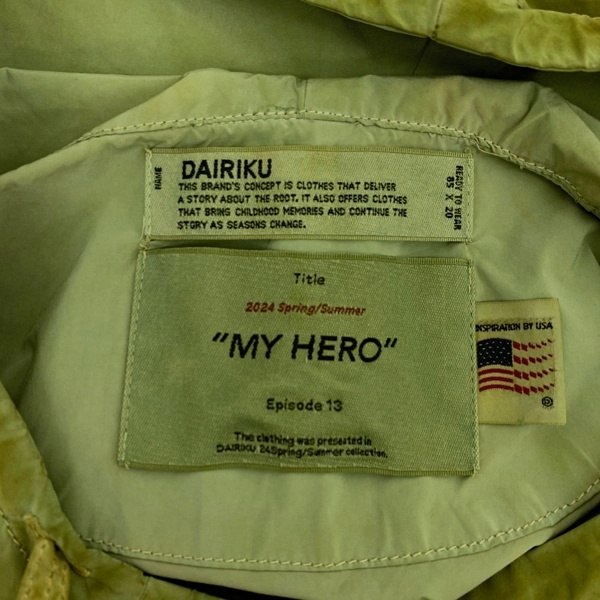 NAME
DAIRIKU
THIS BRAND'S CONCEPT IS CLOTHES THAT DELIVER
A STORY ABOUT THE ROOT. IT ALSO OFFERS CLOTHES
THAT BRING CHILDHOOD MEMORIES AND CONTINUE THE
STORY AS SEASONS CHANGE.
READY TO WEAR
85 X 20
Title
2024 Spring/Summer
"MY HERO"
Episode 13
The clothing was presented in
DAIRIKU 24Spring/Summer collection.
INSPIRATION BY USA